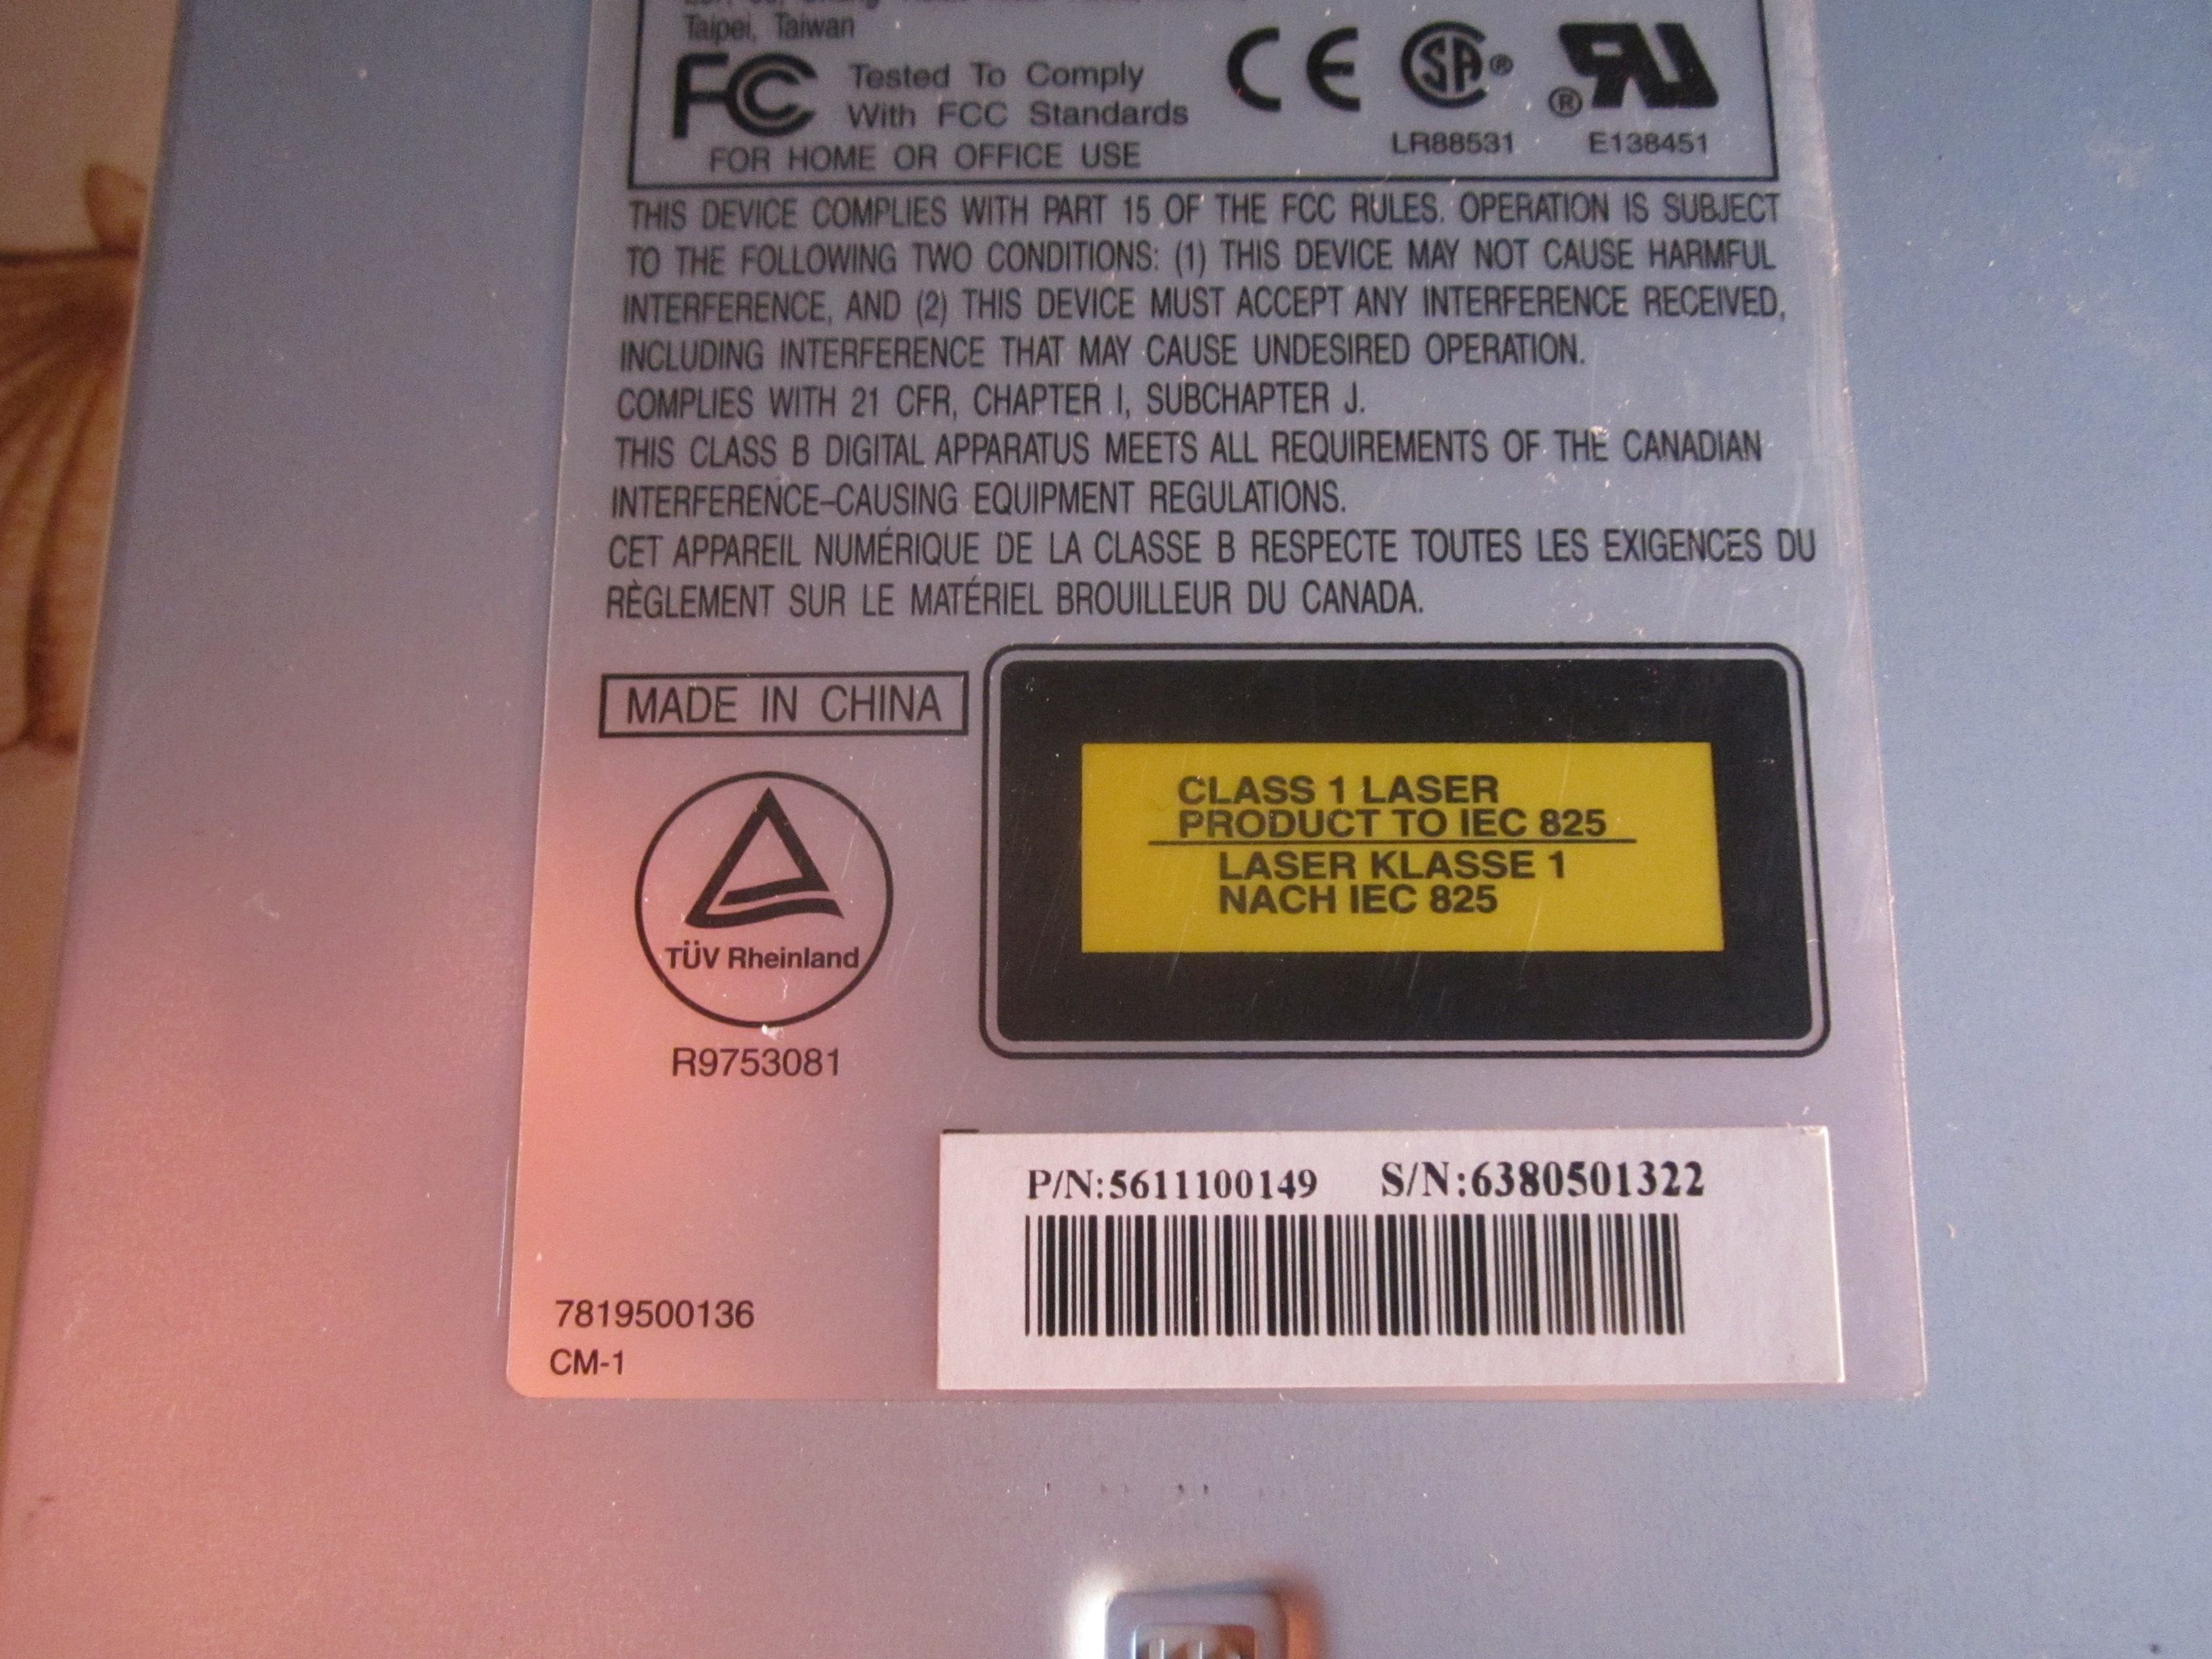 Taipei, Taiwan
FC Tested To Comply
With FCC Standards
FOR HOME OR OFFICE USE
CE SA ® ® RU
LR88531 E138451
THIS DEVICE COMPLIES WITH PART 15 OF THE FCC RULES. OPERATION IS SUBJECT
TO THE FOLLOWING TWO CONDITIONS: (1) THIS DEVICE MAY NOT CAUSE HARMFUL
INTERFERENCE, AND (2) THIS DEVICE MUST ACCEPT ANY INTERFERENCE RECEIVED,
INCLUDING INTERFERENCE THAT MAY CAUSE UNDESIRED OPERATION.
COMPLIES WITH 21 CFR, CHAPTER I, SUBCHAPTER J.
THIS CLASS B DIGITAL APPARATUS MEETS ALL REQUIREMENTS OF THE CANADIAN
INTERFERENCE–CAUSING EQUIPMENT REGULATIONS.
CET APPAREIL NUMÉRIQUE DE LA CLASSE B RESPECTE TOUTES LES EXIGENCES DU
RÈGLEMENT SUR LE MATÉRIEL BROUILLEUR DU CANADA.
MADE IN CHINA
CLASS 1 LASER
PRODUCT TO IEC 825
LASER KLASSE 1
NACH IEC 825
TÜV Rheinland
R9753081
P/N:5611100149 S/N:6380501322
7819500136
CM-1